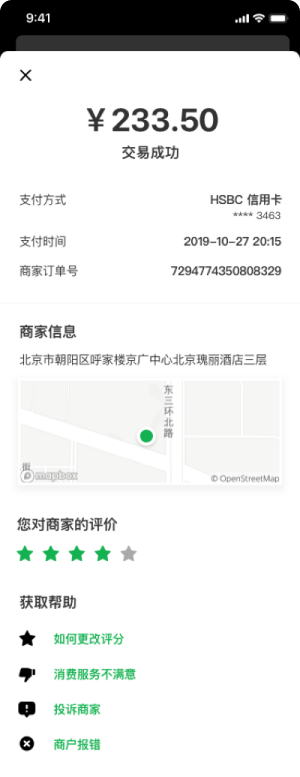 9:41
¥233.50
交易成功
支付方式 HSBC 信用卡
**** 3463
支付时间 2019-10-27 20:15
商家订单号 7294774350808329
商家信息
北京市朝阳区呼家楼京广中心北京瑰丽酒店三层
东三环北路
街
mapbox
© OpenStreetMap
您对商家的评价
获取帮助
如何更改评分
消费服务不满意
投诉商家
商户报错